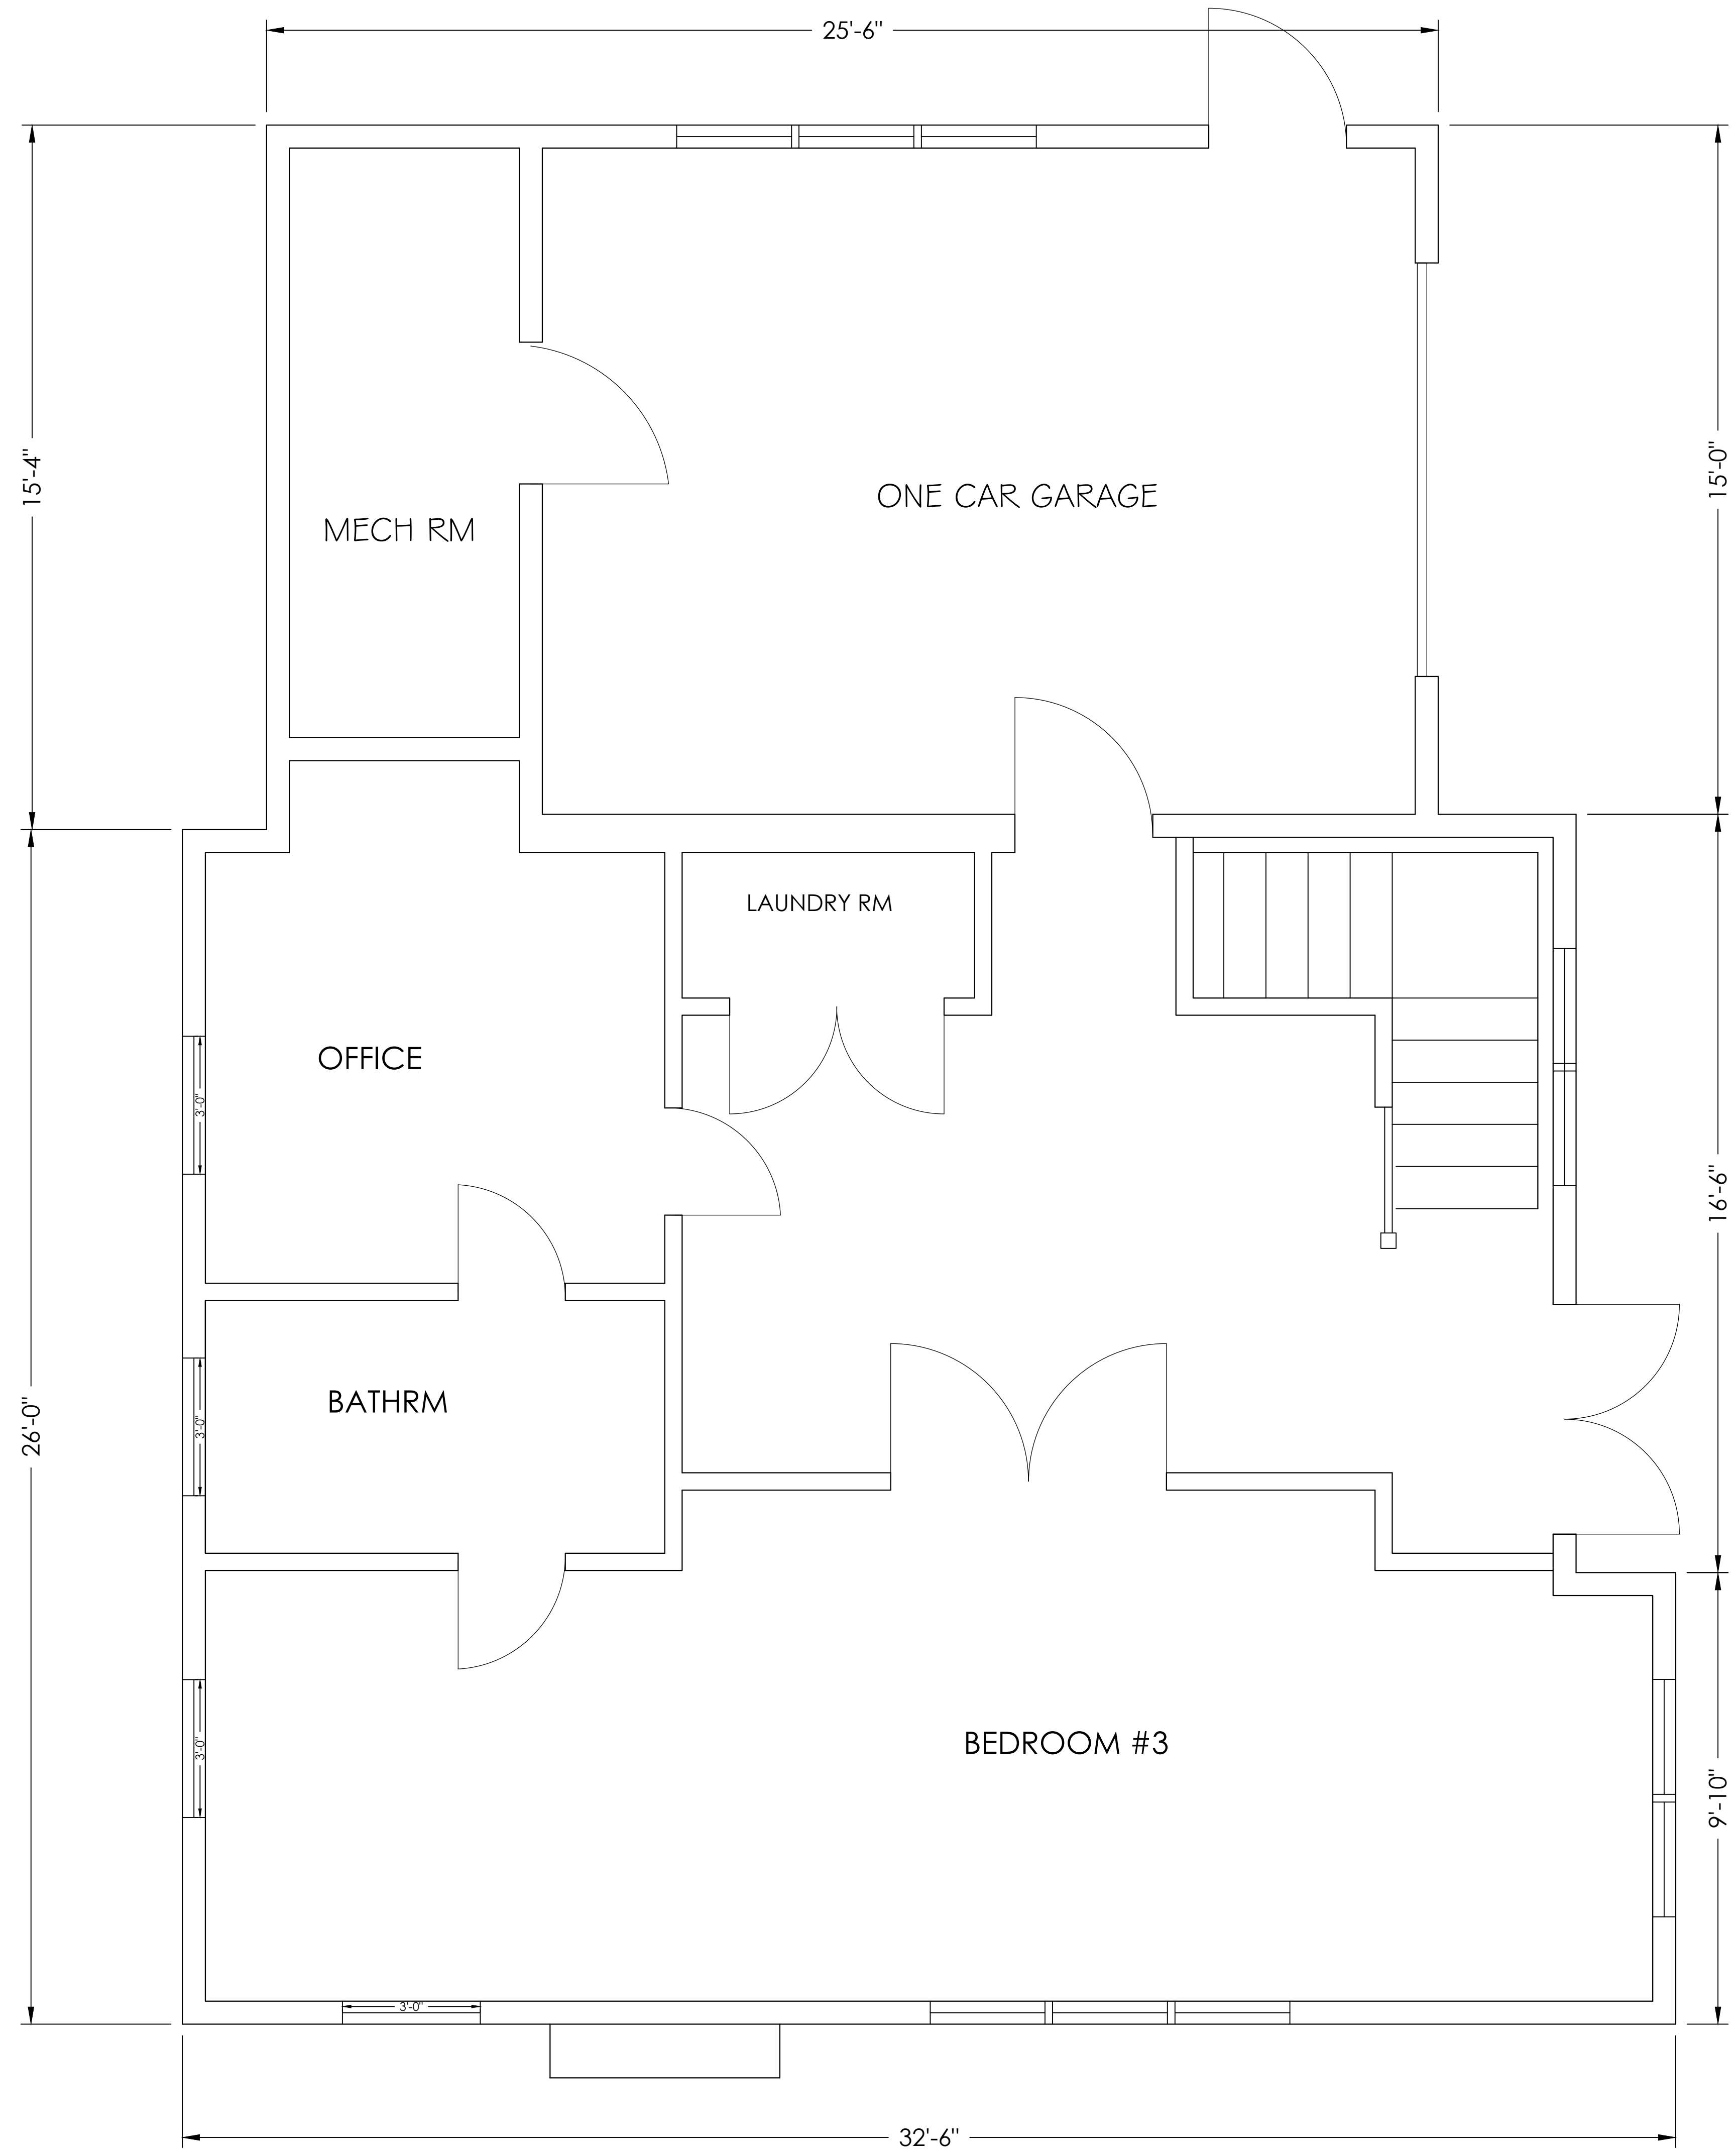 25'-6"
15'-4"
15'-0"
ONE CAR GARAGE
MECH RM
LAUNDRY RM
OFFICE
3'-0"
16'-6"
BATHRM
3'-0"
26'-0"
BEDROOM #3
3'-0"
9'-10"
3'-0"
32'-6"